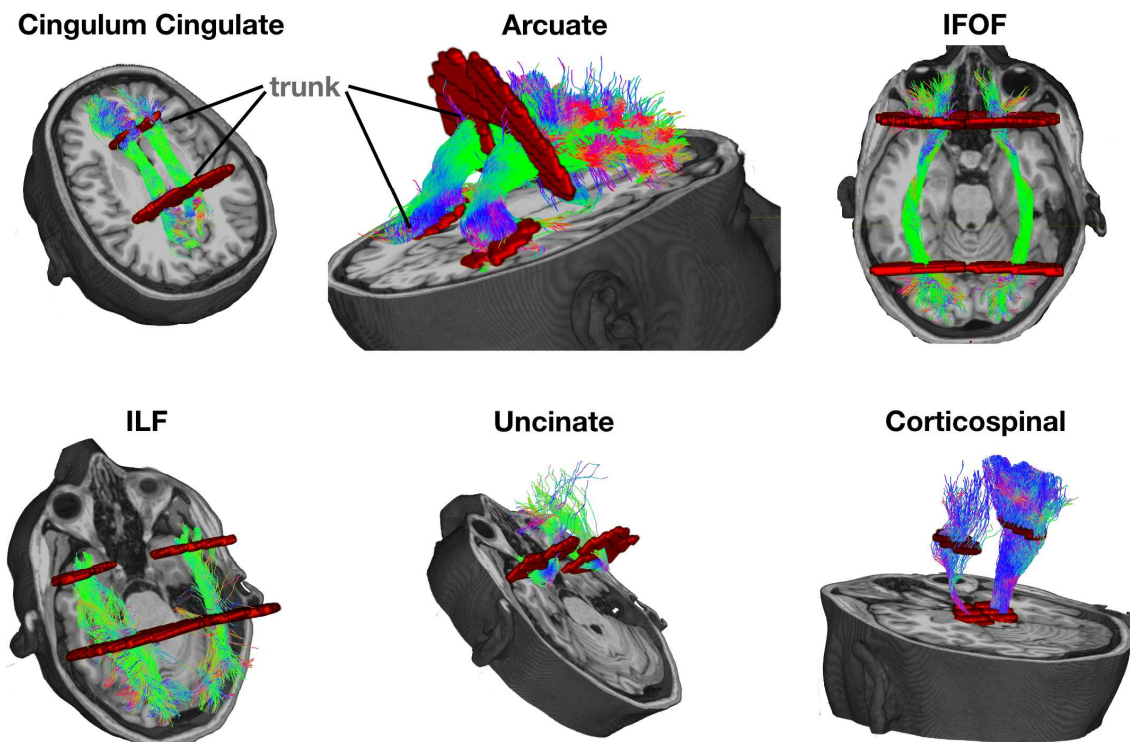 Cingulum Cingulate
Arcuate
IFOF
trunk
ILF
Uncinate
Corticospinal